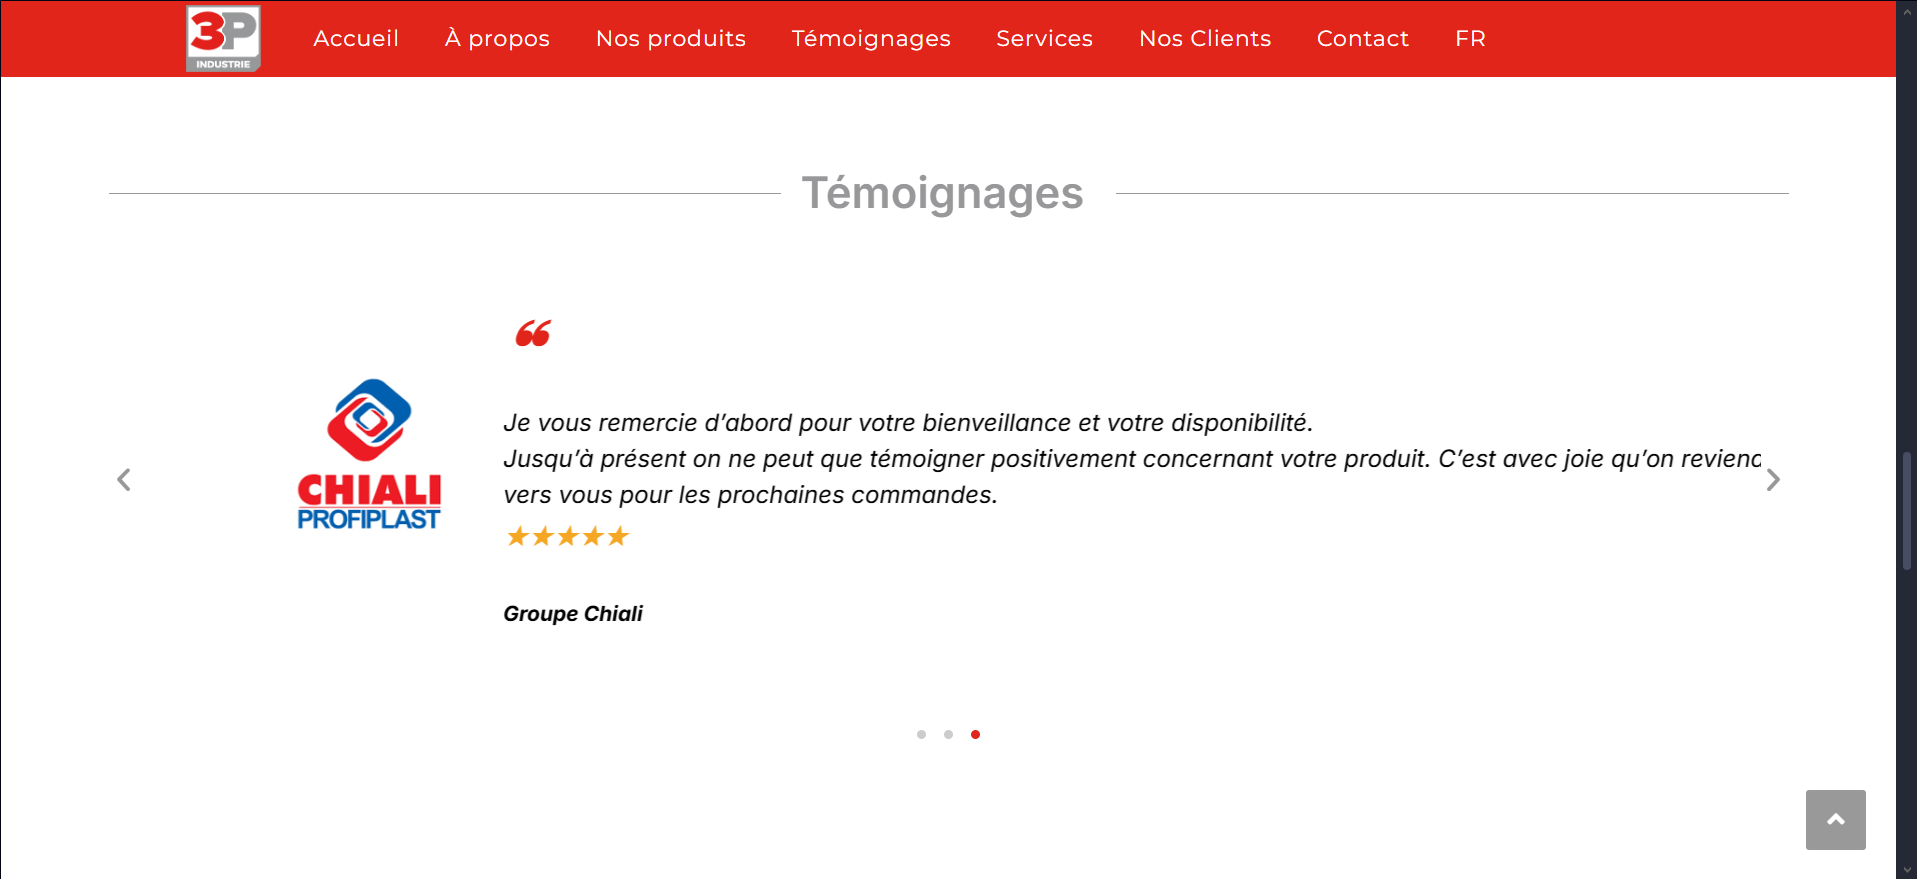 3P
INDUSTRIE
Accueil
À propos
Nos produits
Témoignages
Services
Nos Clients
Contact
FR
Témoignages
❝
Je vous remercie d’abord pour votre bienveillance et votre disponibilité.
Jusqu’à présent on ne peut que témoigner positivement concernant votre produit. C’est avec joie qu’on
vers vous pour les prochaines commandes.
★★★★★
Groupe Chiali
CHIALI
PROFIPLAST